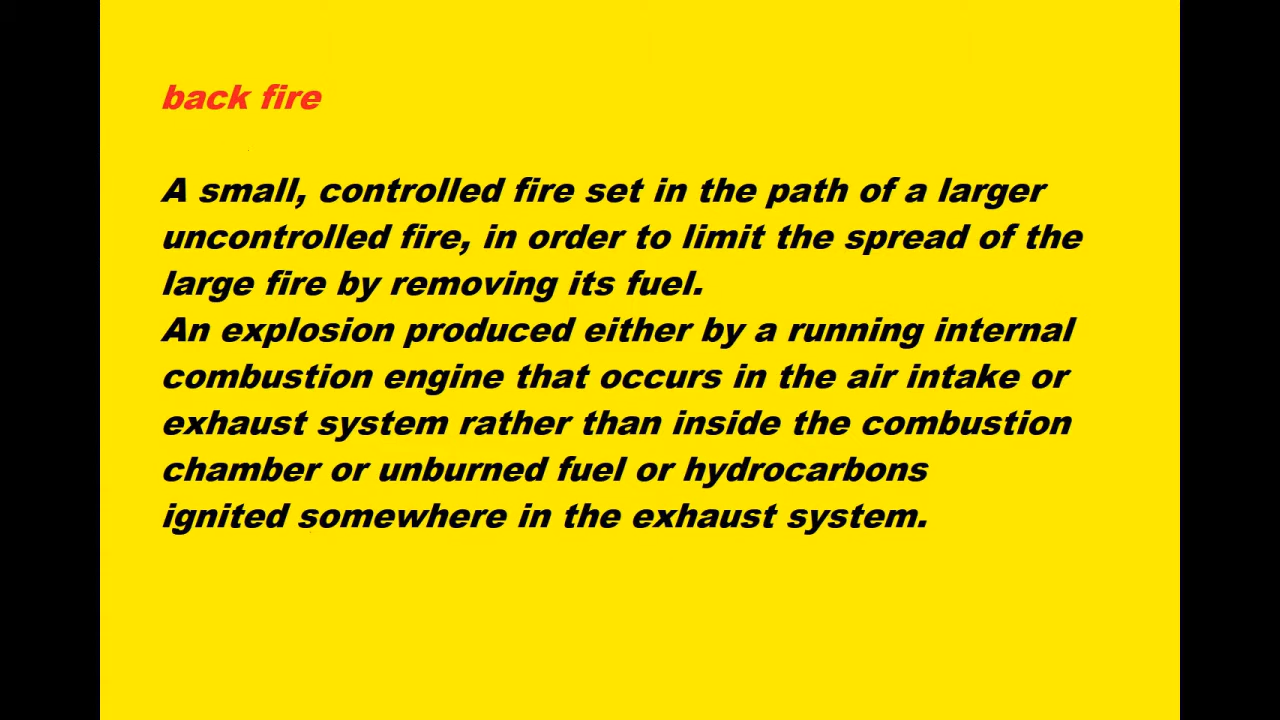 back fire
A small, controlled fire set in the path of a larger
uncontrolled fire, in order to limit the spread of the
large fire by removing its fuel.
An explosion produced either by a running internal
combustion engine that occurs in the air intake or
exhaust system rather than inside the combustion
chamber or unburned fuel or hydrocarbons
ignited somewhere in the exhaust system.